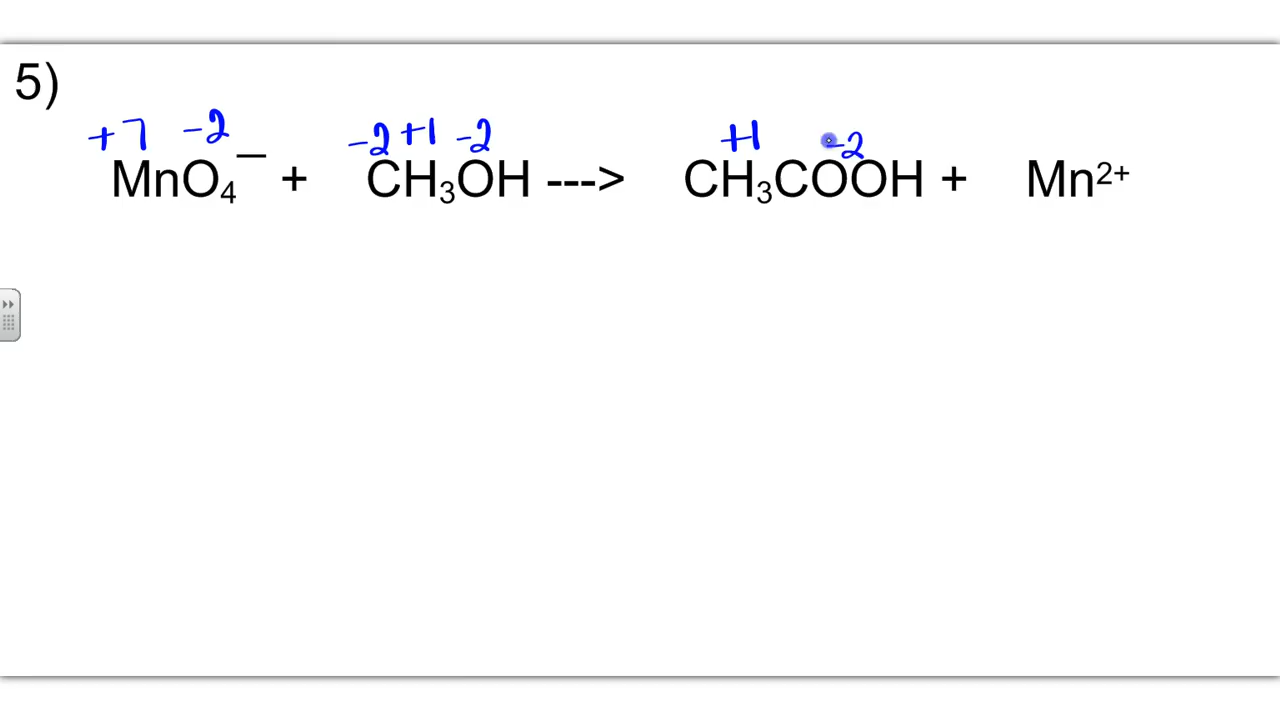 5)
+7 -2 -2 +1 -2 +1 -2
MnO₄⁻ + CH₃OH ---> CH₃COOH + Mn²⁺